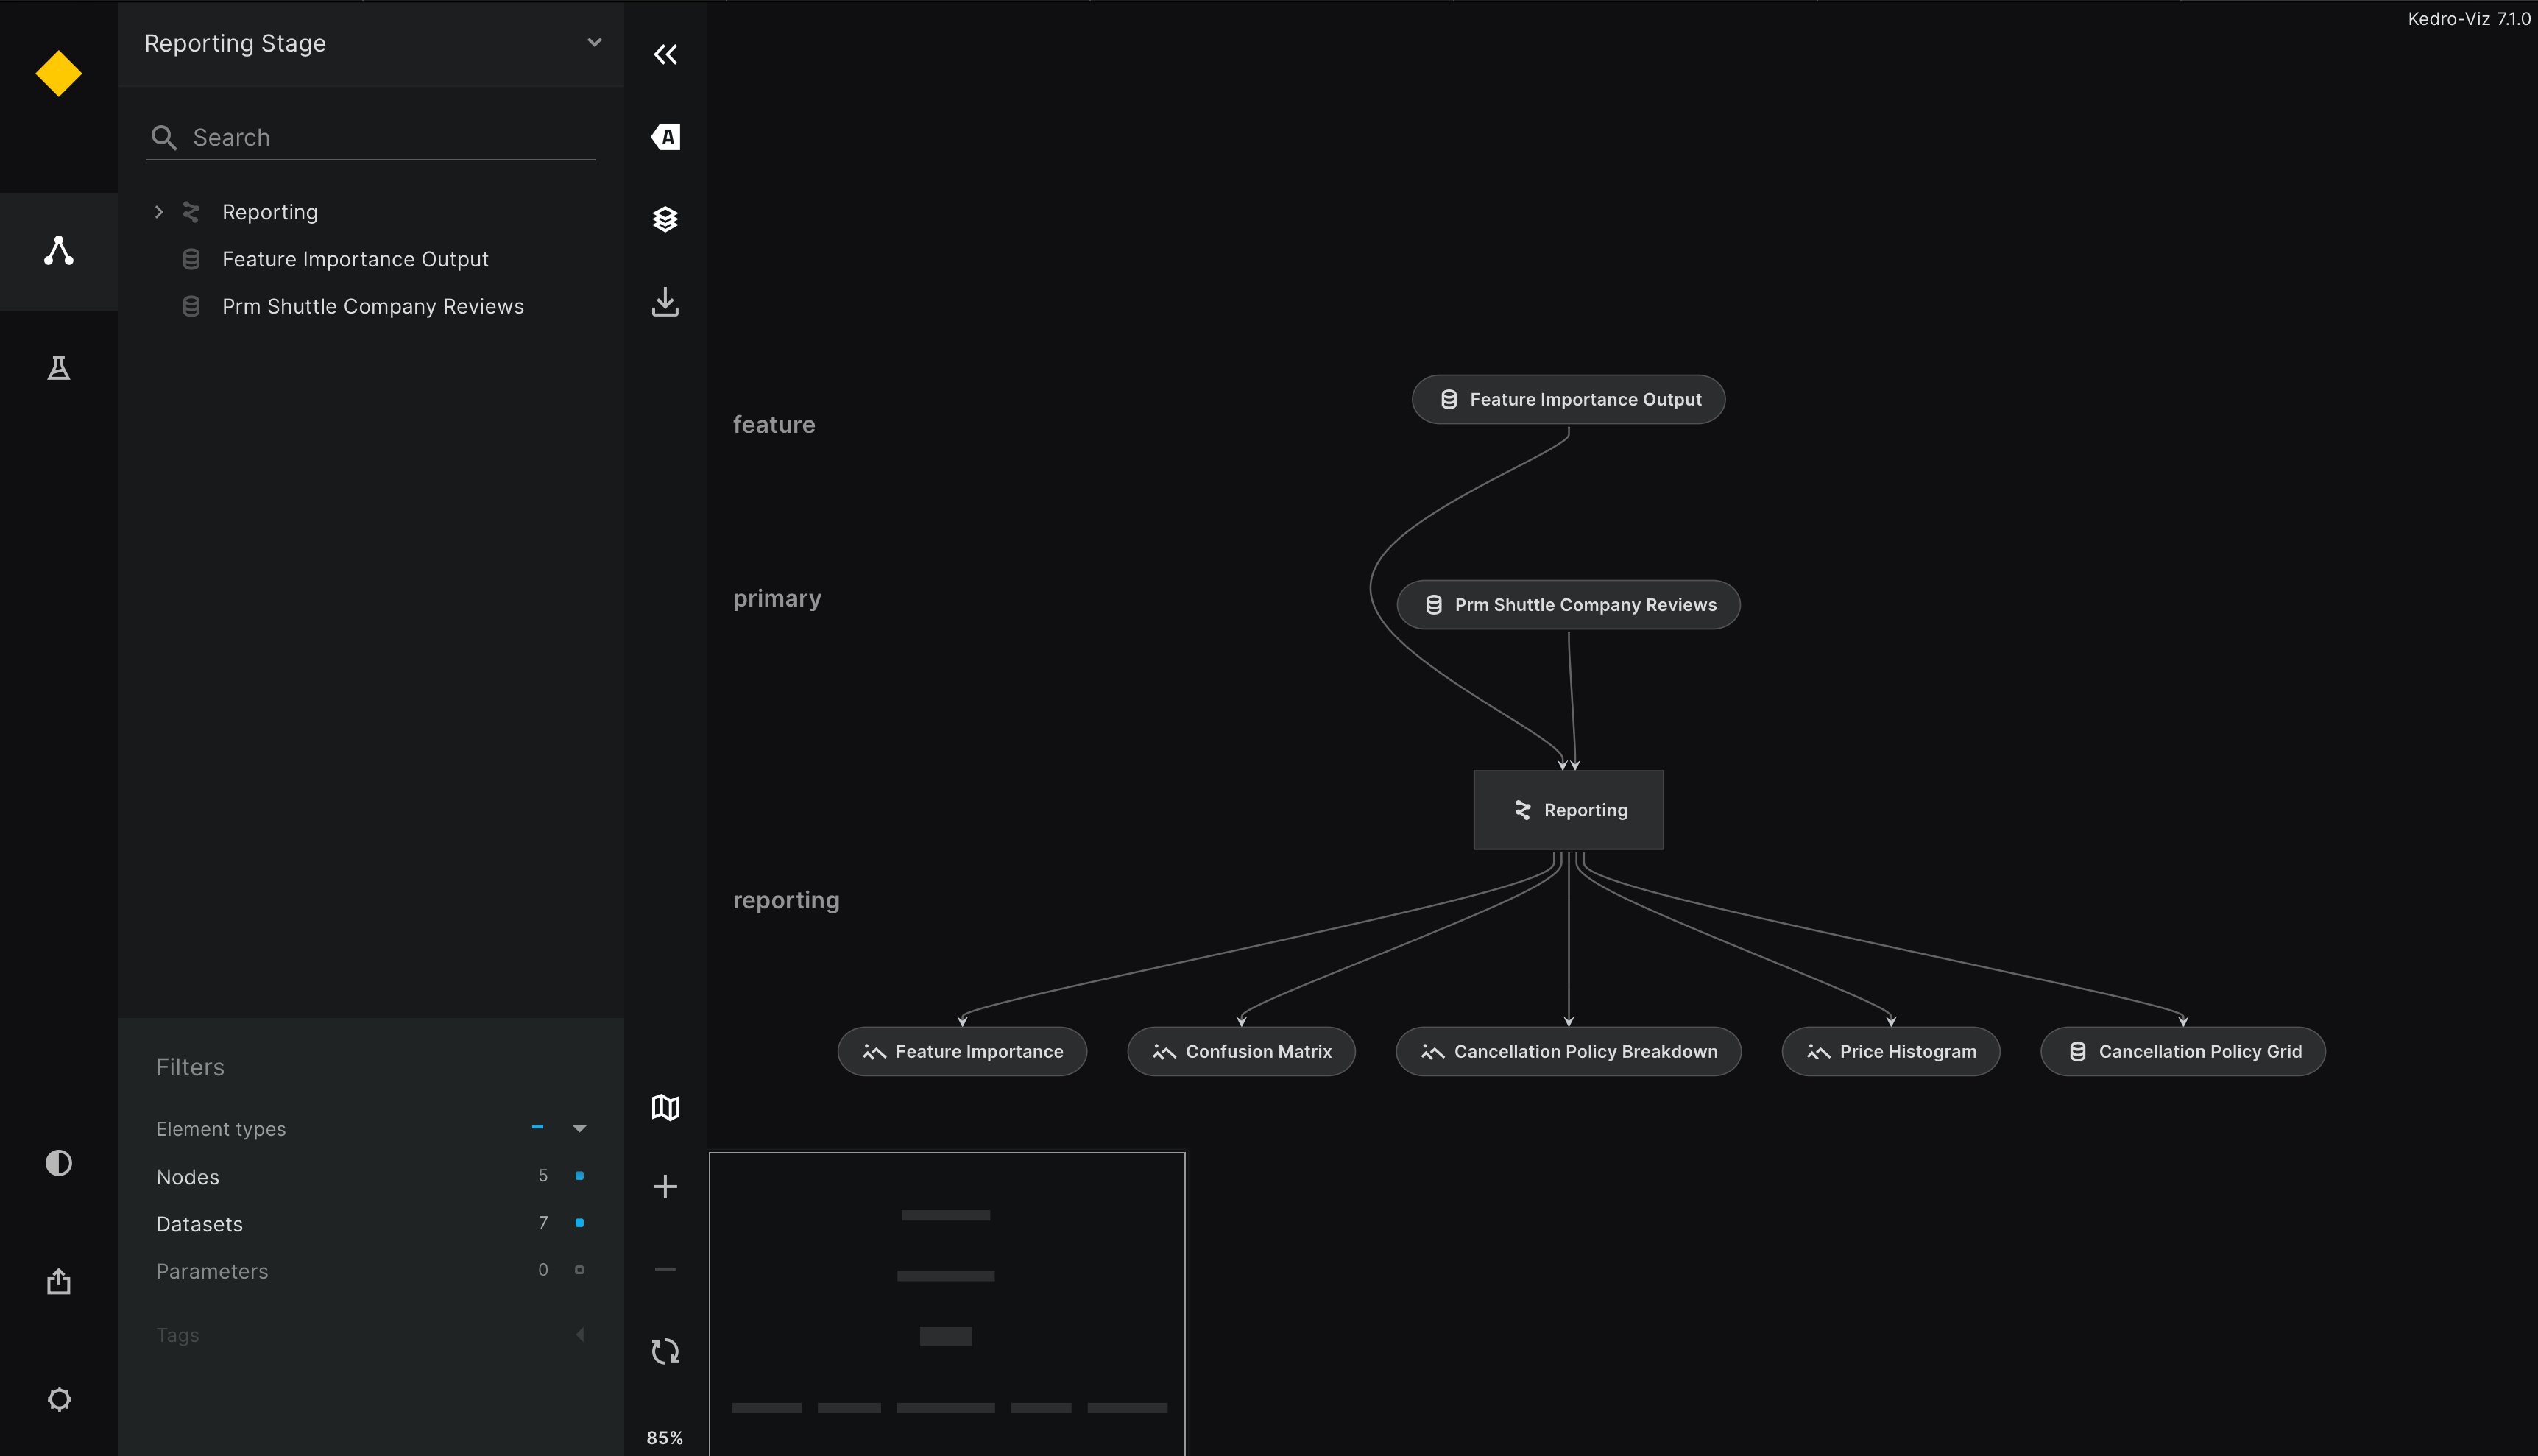 Kedro-Viz 7.1.0
Reporting Stage
Search
Reporting
Feature Importance Output
Prm Shuttle Company Reviews
A
Feature Importance Output
feature
primary
Prm Shuttle Company Reviews
Reporting
reporting
Feature Importance
Confusion Matrix
Cancellation Policy Breakdown
Price Histogram
Cancellation Policy Grid
Filters
Element types
Nodes 5
Datasets 7
Parameters 0
Tags
85%